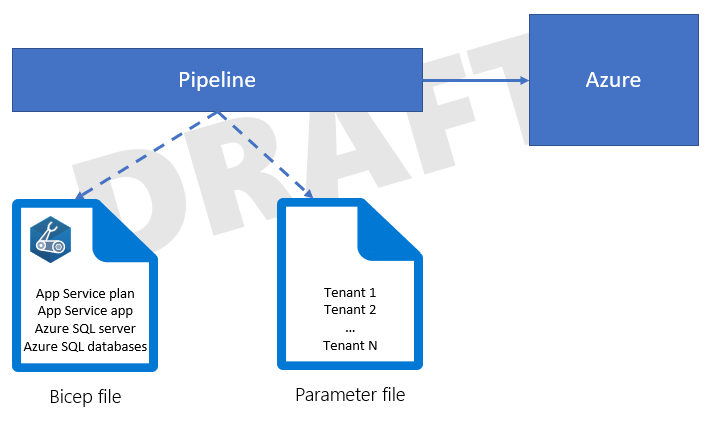 DRAFT
Pipeline
Azure
App Service plan
App Service app
Azure SQL server
Azure SQL databases
Bicep file
Tenant 1
Tenant 2
...
Tenant N
Parameter file